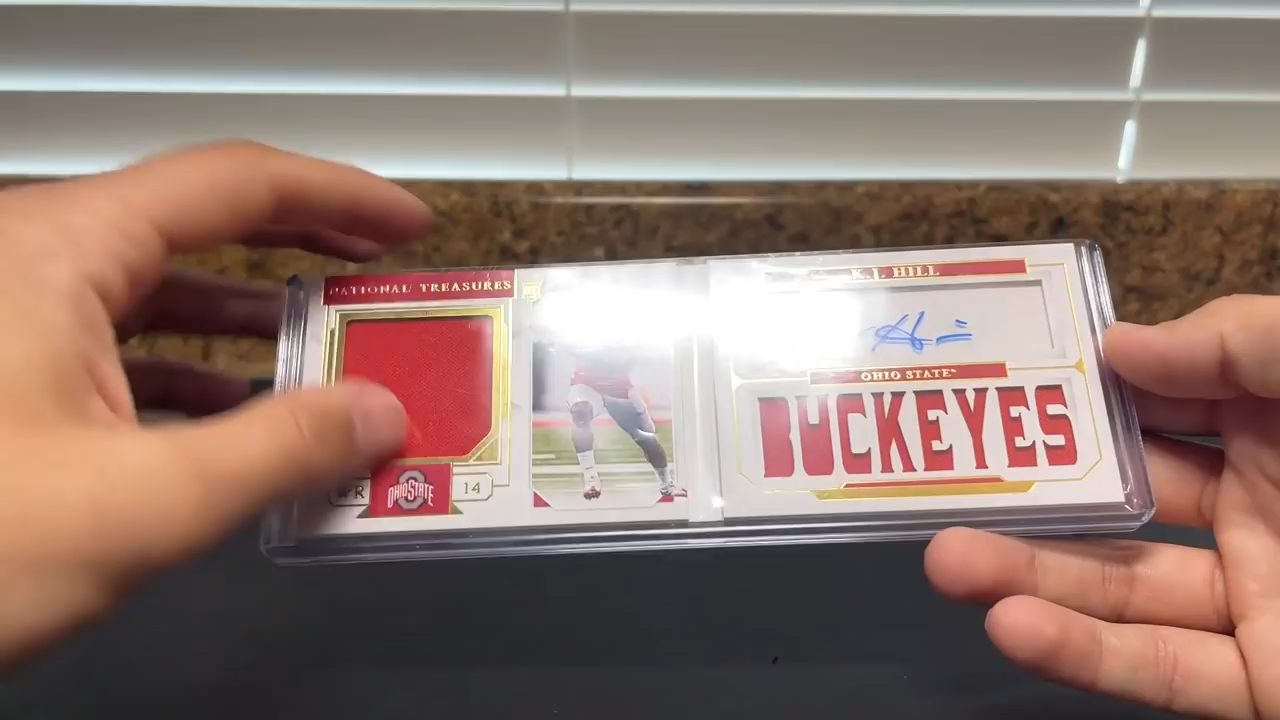 NATIONAL TREASURES
RC
WR
OHIO STATE
14
K.J. HILL
OHIO STATE
BUCKEYES